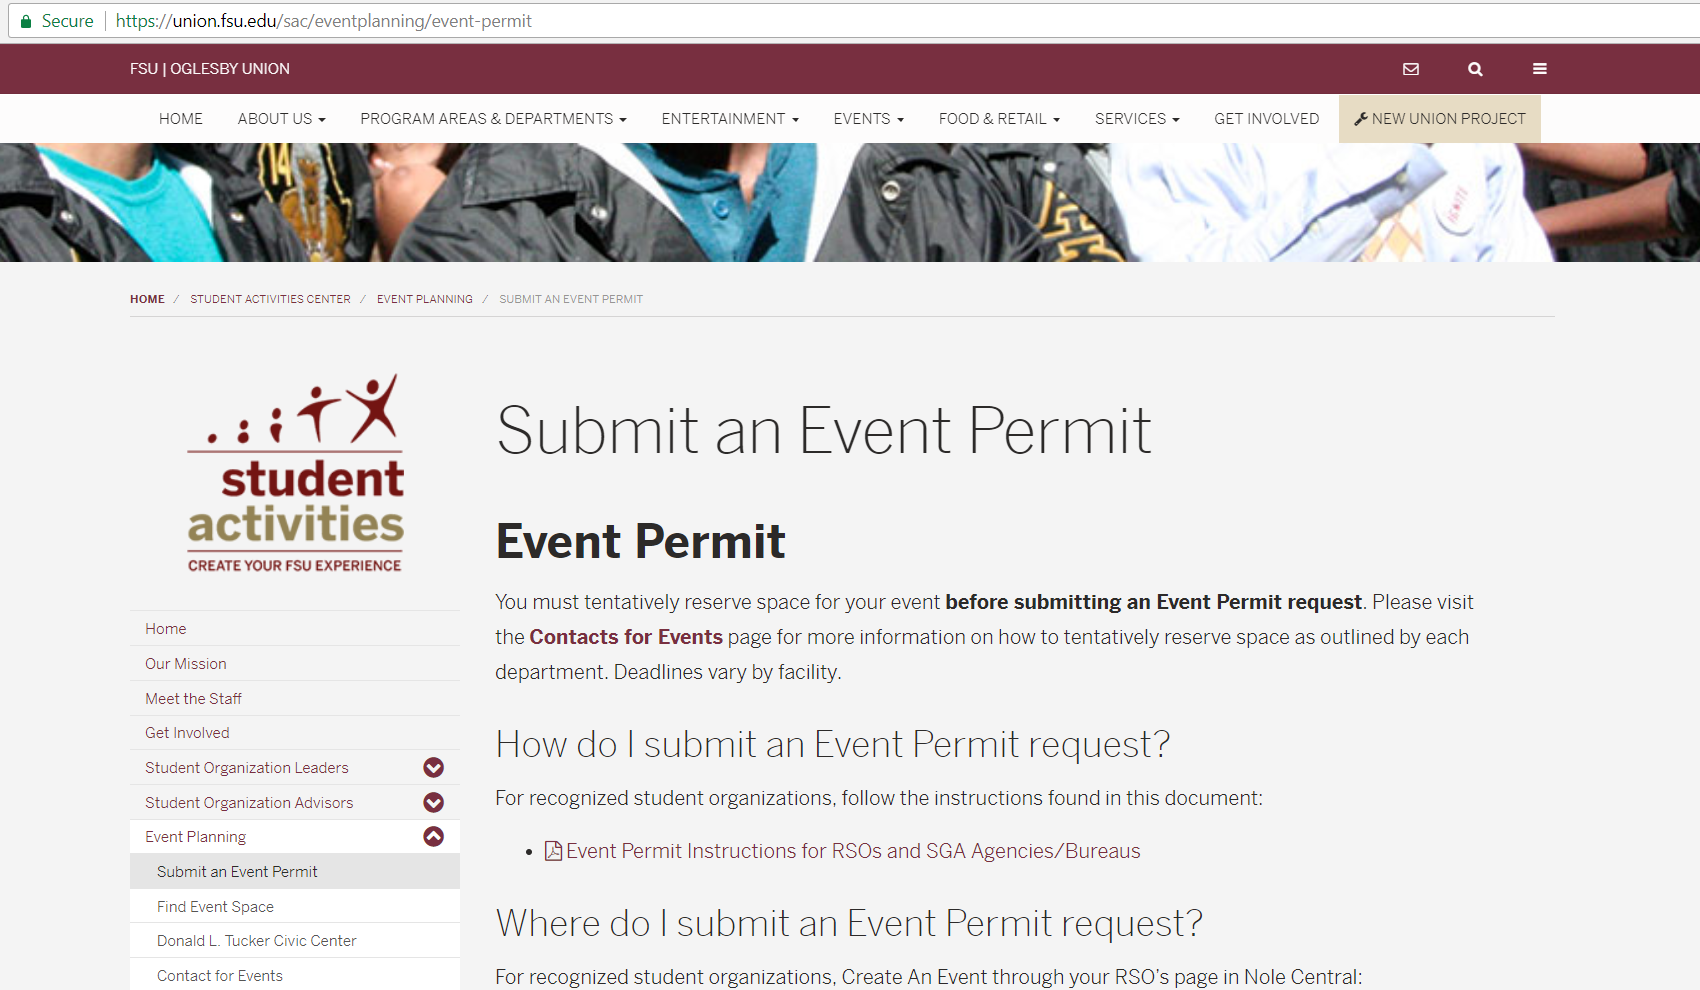 Secure https://union.fsu.edu/sac/eventplanning/event-permit
FSU | OGLESBY UNION
HOME ABOUT US PROGRAM AREAS & DEPARTMENTS ENTERTAINMENT EVENTS FOOD & RETAIL SERVICES GET INVOLVED NEW UNION PROJECT
14
IGNITE
HOME / STUDENT ACTIVITIES CENTER / EVENT PLANNING / SUBMIT AN EVENT PERMIT
student
activities
CREATE YOUR FSU EXPERIENCE
Home
Our Mission
Meet the Staff
Get Involved
Student Organization Leaders
Student Organization Advisors
Event Planning
Submit an Event Permit
Find Event Space
Donald L. Tucker Civic Center
Contact for Events
Submit an Event Permit
Event Permit
You must tentatively reserve space for your event before submitting an Event Permit request. Please visit
the Contacts for Events page for more information on how to tentatively reserve space as outlined by each
department. Deadlines vary by facility.
How do I submit an Event Permit request?
For recognized student organizations, follow the instructions found in this document:
• Event Permit Instructions for RSOs and SGA Agencies/Bureaus
Where do I submit an Event Permit request?
For recognized student organizations, Create An Event through your RSO's page in Nole Central: